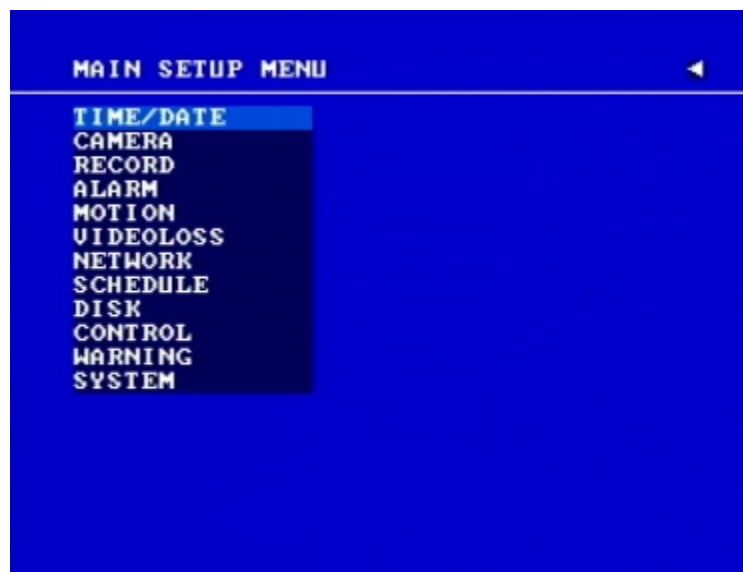 MAIN SETUP MENU
TIME/DATE
CAMERA
RECORD
ALARM
MOTION
VIDEOLOSS
NETWORK
SCHEDULE
DISK
CONTROL
WARNING
SYSTEM